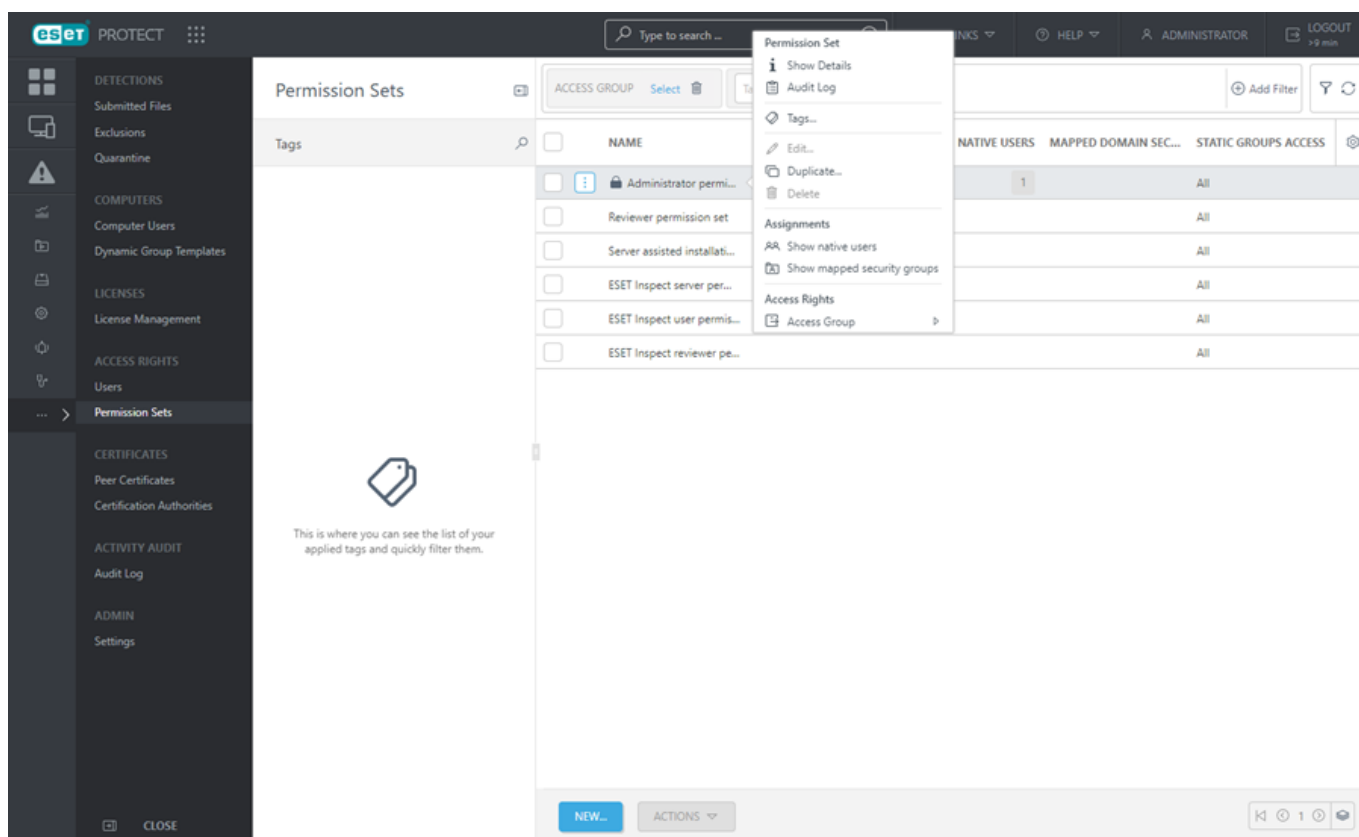 eset PROTECT
Type to search ...
HELP
ADMINISTRATOR
LOGOUT
>9 min
DETECTIONS
Submitted Files
Exclusions
Quarantine
COMPUTERS
Computer Users
Dynamic Group Templates
LICENSES
License Management
ACCESS RIGHTS
Users
Permission Sets
CERTIFICATES
Peer Certificates
Certification Authorities
ACTIVITY AUDIT
Audit Log
ADMIN
Settings
CLOSE
Permission Sets
Tags
This is where you can see the list of your
applied tags and quickly filter them.
ACCESS GROUP Select
Add Filter
NAME NATIVE USERS MAPPED DOMAIN SEC... STATIC GROUPS ACCESS
Administrator permi... 1 All
Reviewer permission set All
Server assisted installati... All
ESET Inspect server per... All
ESET Inspect user permis... All
ESET Inspect reviewer pe... All
Permission Set
Show Details
Audit Log
Tags...
Edit...
Duplicate...
Delete
Assignments
Show native users
Show mapped security groups
Access Rights
Access Group
NEW... ACTIONS
1